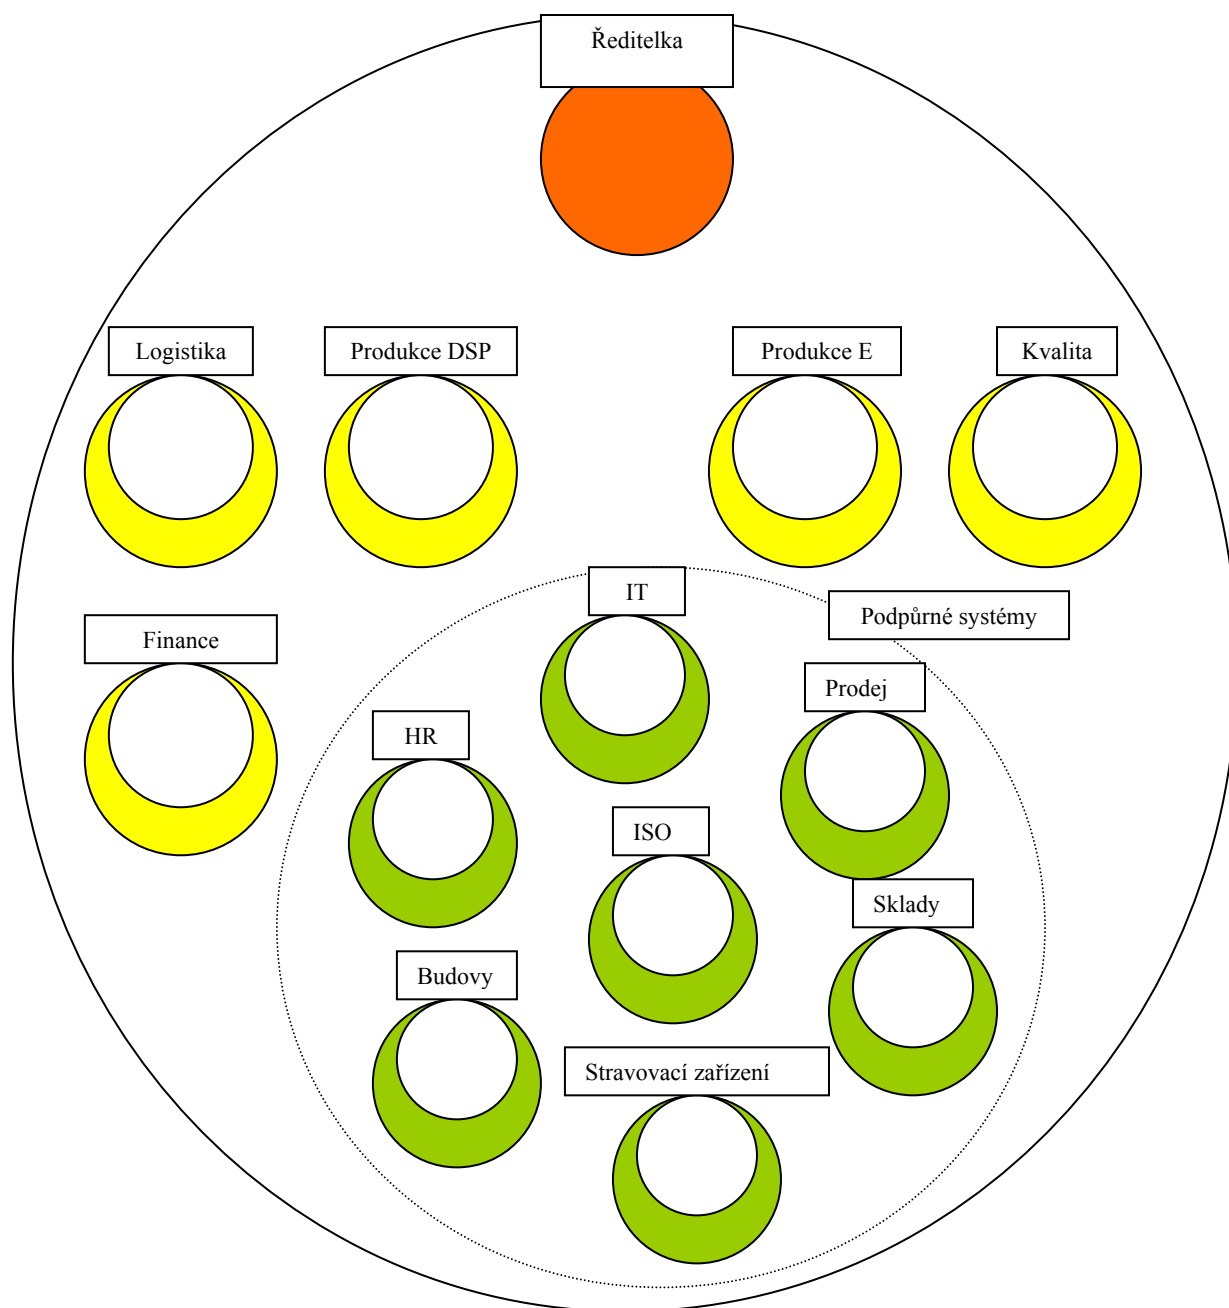 Ředitelka
Logistika
Produkce DSP
Produkce E
Kvalita
IT
Podpůrné systémy
Finance
Prodej
HR
ISO
Sklady
Budovy
Stravovací zařízení